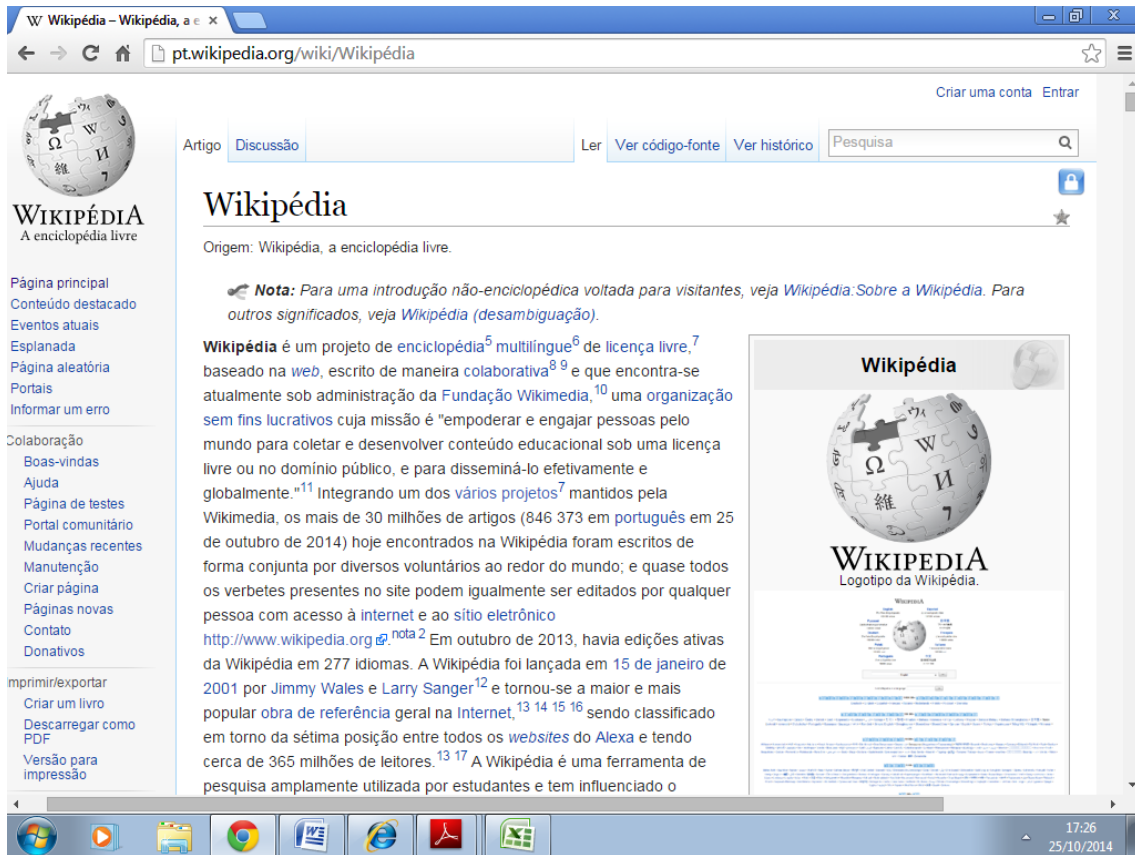 Wikipédia – Wikipédia, a e
pt.wikipedia.org/wiki/Wikipédia
Criar uma conta Entrar
Artigo Discussão Ler Ver código-fonte Ver histórico Pesquisa
WIKIPÉDIA
A enciclopédia livre
Página principal
Conteúdo destacado
Eventos atuais
Esplanada
Página aleatória
Portais
Informar um erro
Colaboração
Boas-vindas
Ajuda
Página de testes
Portal comunitário
Mudanças recentes
Manutenção
Criar página
Páginas novas
Contato
Donativos
Imprimir/exportar
Criar um livro
Descarregar como
PDF
Versão para
impressão
Wikipédia
Origem: Wikipédia, a enciclopédia livre.
Nota: Para uma introdução não-enciclopédica voltada para visitantes, veja Wikipédia:Sobre a Wikipédia. Para
outros significados, veja Wikipédia (desambiguação).
Wikipédia é um projeto de enciclopédia5 multilíngue6 de licença livre,7
baseado na web, escrito de maneira colaborativa8 9 e que encontra-se
atualmente sob administração da Fundação Wikimedia,10 uma organização
sem fins lucrativos cuja missão é "empoderar e engajar pessoas pelo
mundo para coletar e desenvolver conteúdo educacional sob uma licença
livre ou no domínio público, e para disseminá-lo efetivamente e
globalmente."11 Integrando um dos vários projetos7 mantidos pela
Wikimedia, os mais de 30 milhões de artigos (846 373 em português em 25
de outubro de 2014) hoje encontrados na Wikipédia foram escritos de
forma conjunta por diversos voluntários ao redor do mundo; e quase todos
os verbetes presentes no site podem igualmente ser editados por qualquer
pessoa com acesso à internet e ao sítio eletrônico
http://www.wikipedia.org.nota 2 Em outubro de 2013, havia edições ativas
da Wikipédia em 277 idiomas. A Wikipédia foi lançada em 15 de janeiro de
2001 por Jimmy Wales e Larry Sanger12 e tornou-se a maior e mais
popular obra de referência geral na Internet,13 14 15 16 sendo classificado
em torno da sétima posição entre todos os websites do Alexa e tendo
cerca de 365 milhões de leitores.13 17 A Wikipédia é uma ferramenta de
pesquisa amplamente utilizada por estudantes e tem influenciado o
Wikipédia
WIKIPEDIA
Logotipo da Wikipédia.
WIKIPEDIA
17:26
25/10/2014